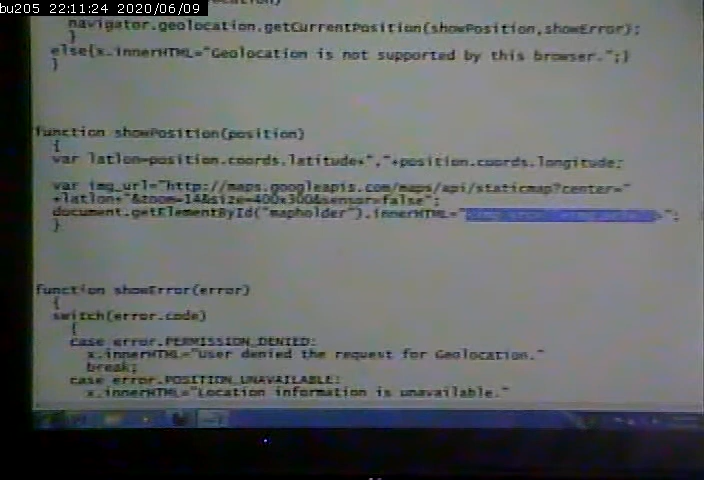 bu205 22:11:24 2020/06/09
navigator.geolocation.getCurrentPosition(showPosition,showError);
}
else{x.innerHTML="Geolocation is not supported by this browser.";}
}
function showPosition(position)
{
var latlon=position.coords.latitude+","+position.coords.longitude;
var img_url="http://maps.googleapis.com/maps/api/staticmap?center="
+latlon+"&zoom=14&size=400x300&sensor=false";
document.getElementById("mapholder").innerHTML="
";
}
function showError(error)
{
switch(error.code)
{
case error.PERMISSION_DENIED:
x.innerHTML="User denied the request for Geolocation."
break;
case error.POSITION_UNAVAILABLE:
x.innerHTML="Location information is unavailable."